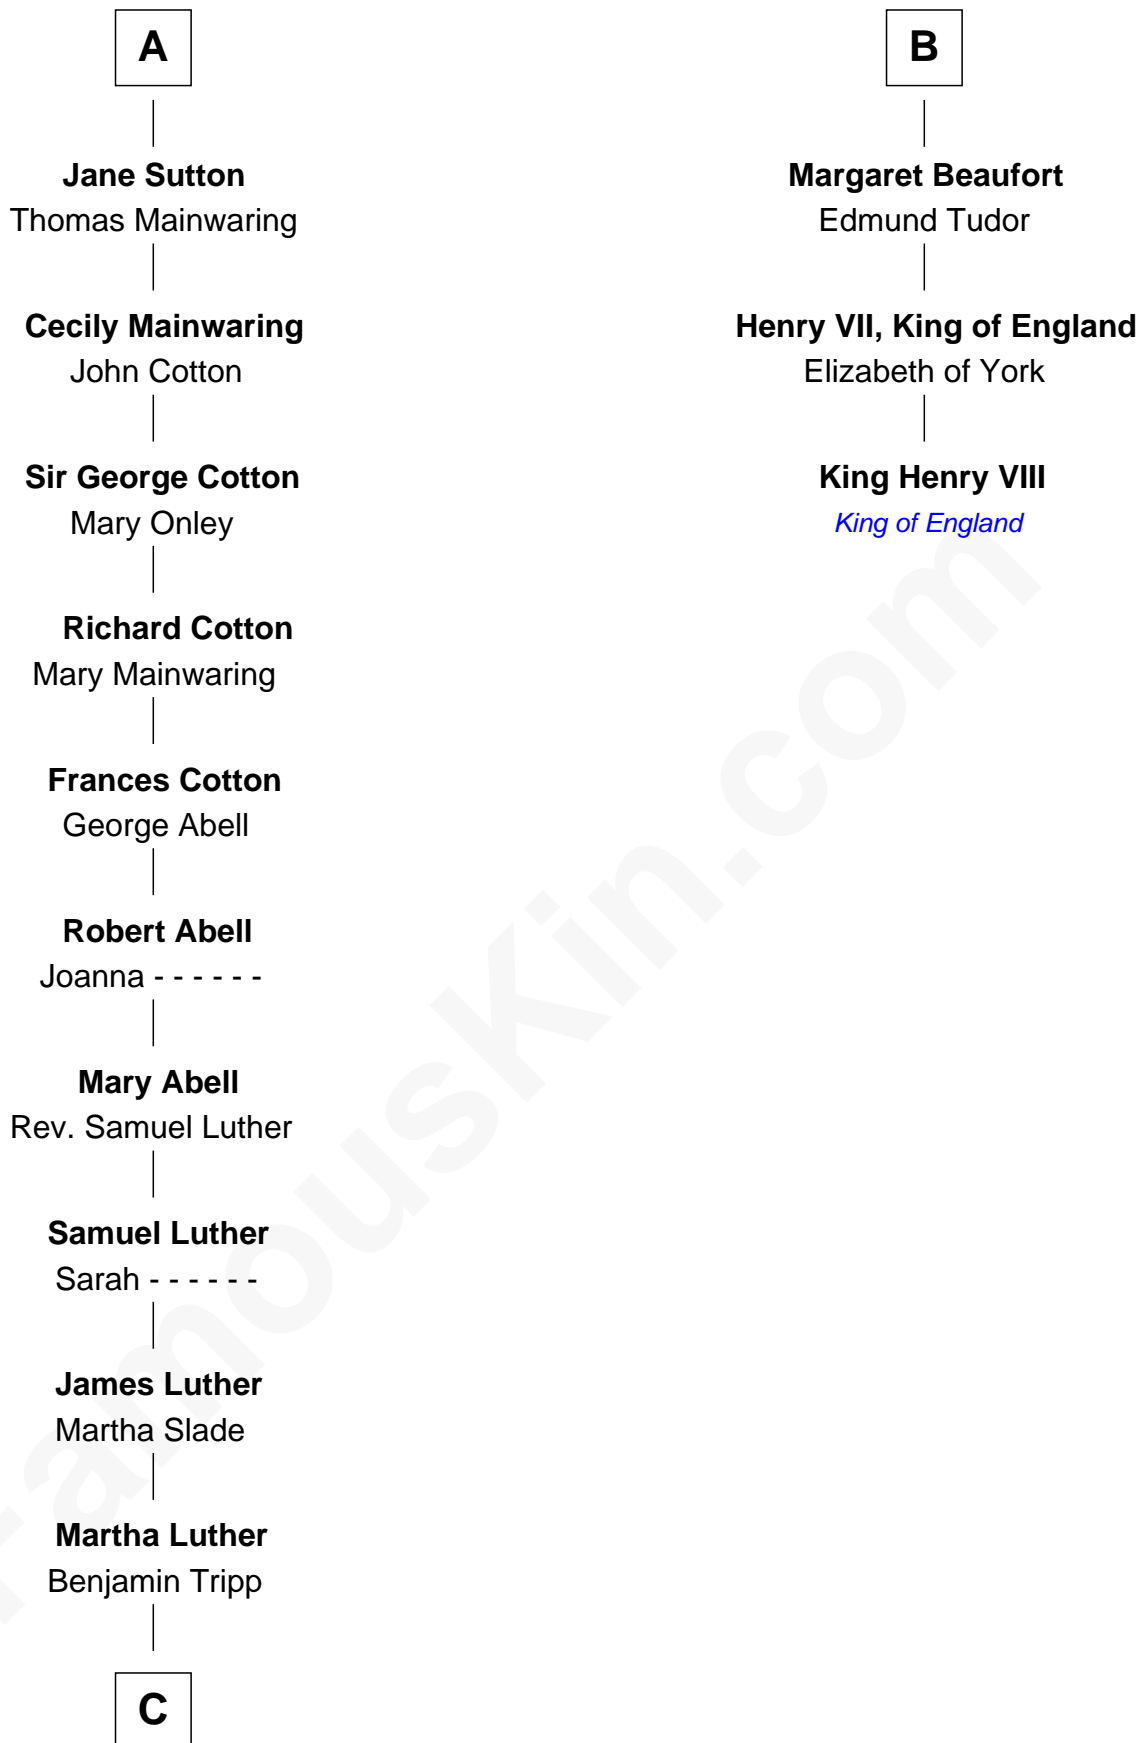 A
Jane Sutton
Thomas Mainwaring
Cecily Mainwaring
John Cotton
Sir George Cotton
Mary Onley
Richard Cotton
Mary Mainwaring
Frances Cotton
George Abell
Robert Abell
Joanna - - - - - -
Mary Abell
Rev. Samuel Luther
Samuel Luther
Sarah - - - - - -
James Luther
Martha Slade
Martha Luther
Benjamin Tripp
C
B
Margaret Beaufort
Edmund Tudor
Henry VII, King of England
Elizabeth of York
King Henry VIII
King of England
FamousKin.com